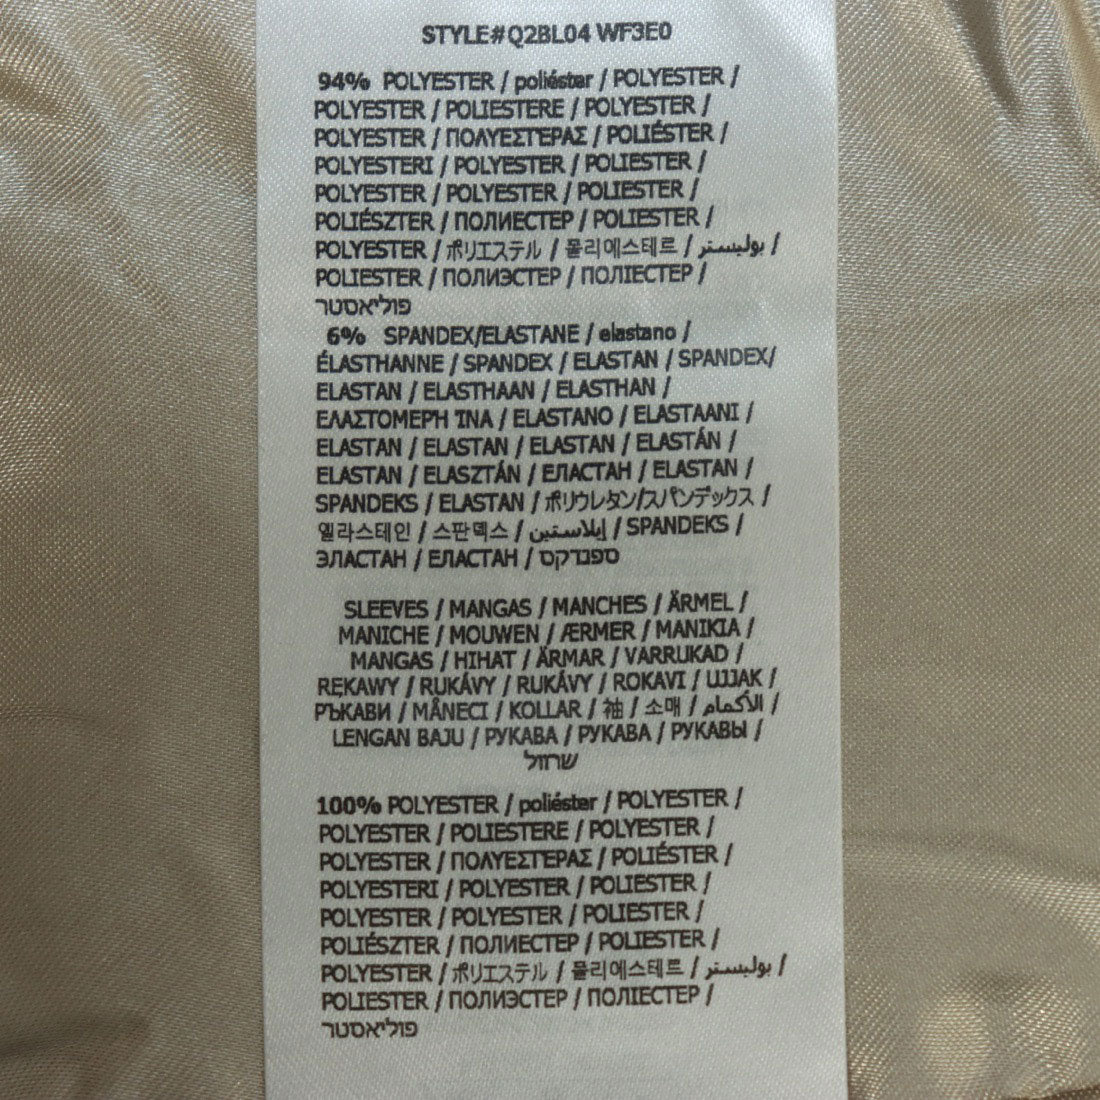 STYLE#Q2BL04 WF3E0
94% POLYESTER / poliéster / POLYESTER /
POLYESTER / POLIESTERE / POLYESTER /
POLYESTER / ΠΟΛΥΕΣΤΈΡΑΣ / POLIÉSTER /
POLYESTERI / POLYESTER / POLIESTER /
POLYESTER / POLYESTER / POLIESTER /
POLIÉSZTER / ПОЛИЕСТЕР / POLIESTER /
POLYESTER / ポリエステル / 폴리에스테르 / بوليستر /
POLIESTER / ПОЛИЭСТЕР / ПОЛІЕСТЕР /
פוליאסטר
6% SPANDEX/ELASTANE / elastano /
ÉLASTHANNE / SPANDEX / ELASTAN / SPANDEX/
ELASTAN / ELASTHAAN / ELASTHAN /
ΕΛΑΣΤΟΜΕΡΉ ΊΝΑ / ELASTANO / ELASTAANI /
ELASTAN / ELASTAN / ELASTAN / ELASTÁN /
ELASTAN / ELASZTÁN / ЕЛАСТАН / ELASTAN /
SPANDEKS / ELASTAN / ポリウレタン/スパンデックス /
엘라스테인 / 스판덱스 / إيلاستين / SPANDEKS /
ЭЛАСТАН / ЕЛАСТАН / ספנדקס
SLEEVES / MANGAS / MANCHES / ÄRMEL /
MANICHE / MOUWEN / ÆRMER / ΜΑΝΙΚΙΑ /
MANGAS / HIHAT / ÄRMAR / VARRUKAD /
RĘKAWY / RUKÁVY / RUKÁVY / ROKAVI / UJJAK /
РЪКАВИ / MÂNECI / KOLLAR / 袖 / 소매 / الأكمام /
LENGAN BAJU / РУКАВА / РУКАВА / РУКАВЫ /
שרוול
100% POLYESTER / poliéster / POLYESTER /
POLYESTER / POLIESTERE / POLYESTER /
POLYESTER / ΠΟΛΥΕΣΤΈΡΑΣ / POLIÉSTER /
POLYESTERI / POLYESTER / POLIESTER /
POLYESTER / POLYESTER / POLIESTER /
POLIÉSZTER / ПОЛИЕСТЕР / POLIESTER /
POLYESTER / ポリエステル / 폴리에스테르 / بوليستر /
POLIESTER / ПОЛИЭСТЕР / ПОЛІЕСТЕР /
פוליאסטר